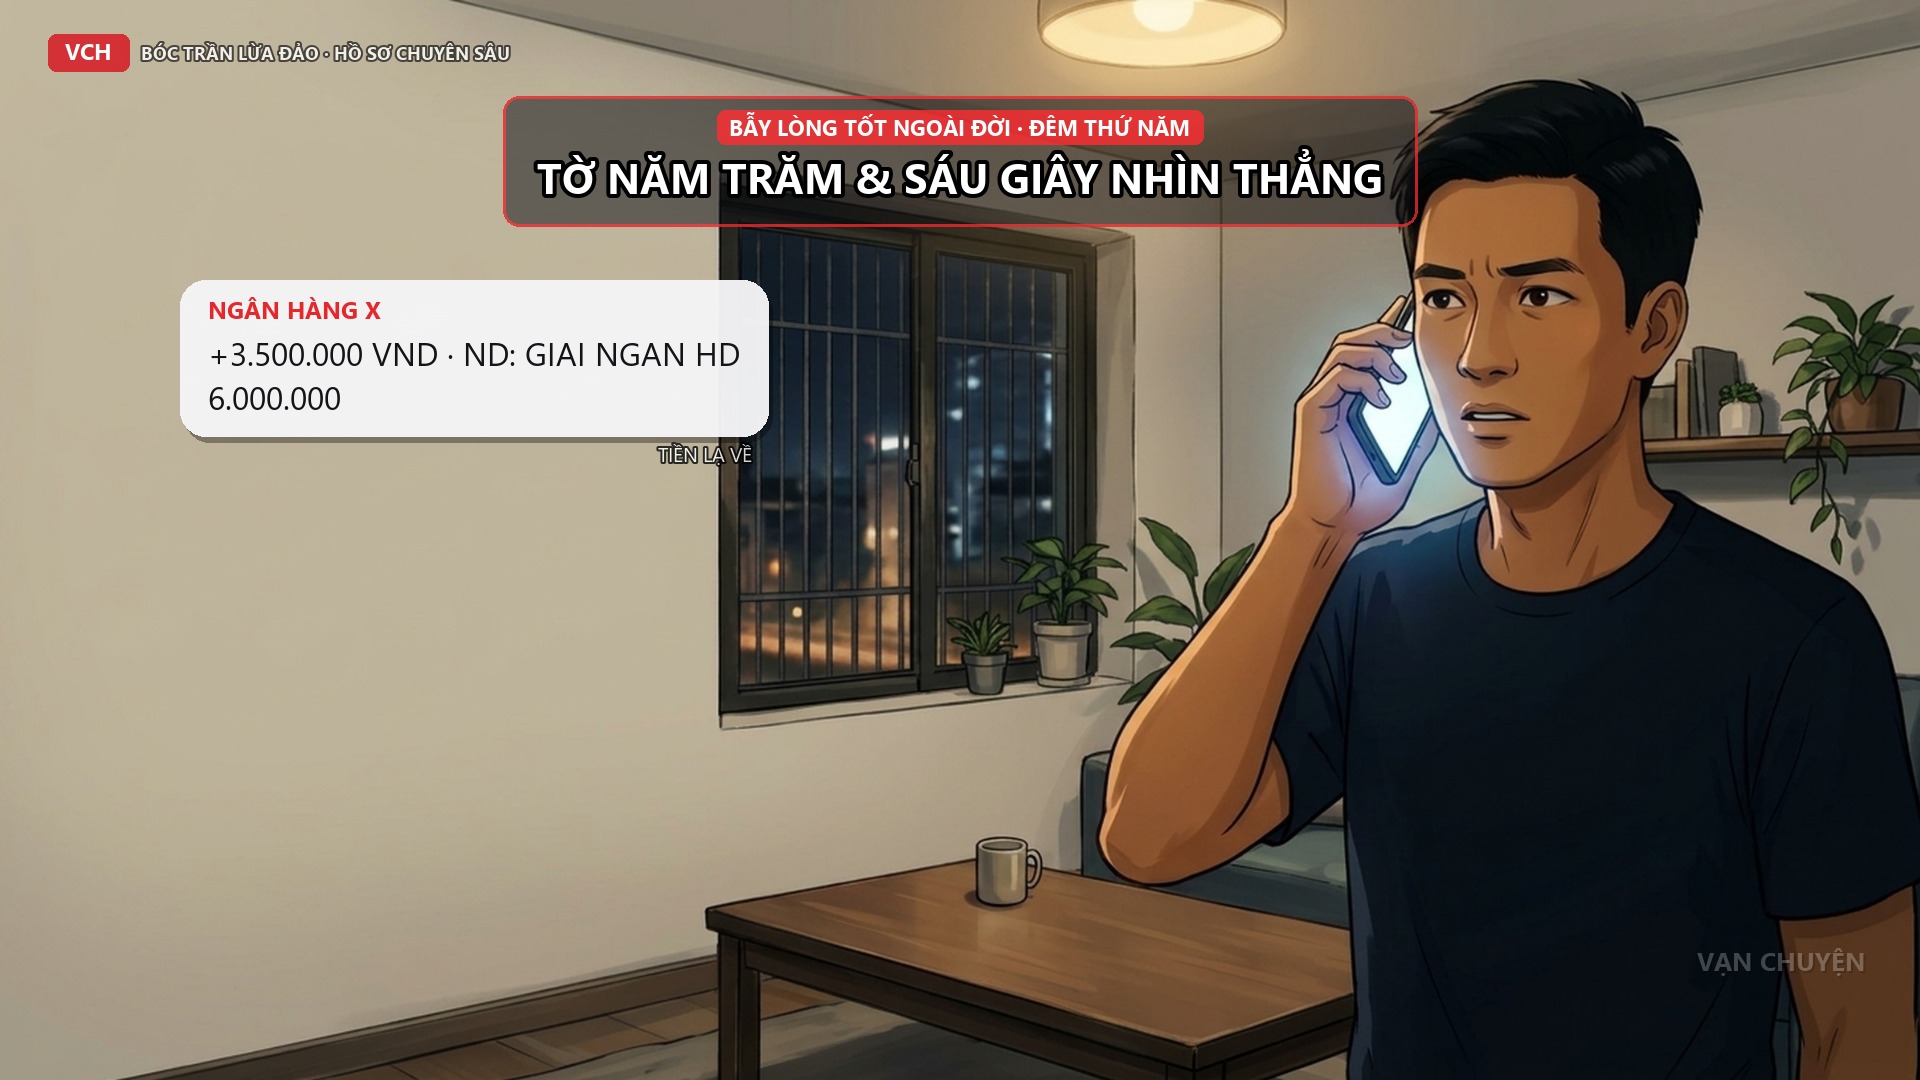 VCH BÓC TRẦN LỪA ĐẢO · HỒ SƠ CHUYÊN SÂU
BẪY LÒNG TỐT NGOÀI ĐỜI · ĐÊM THỨ NĂM
TỜ NĂM TRĂM & SÁU GIÂY NHÌN THẲNG
NGÂN HÀNG X
+3.500.000 VND · ND: GIAI NGAN HD
6.000.000
TIỀN LẠ VỀ
VẠN CHUYỆN